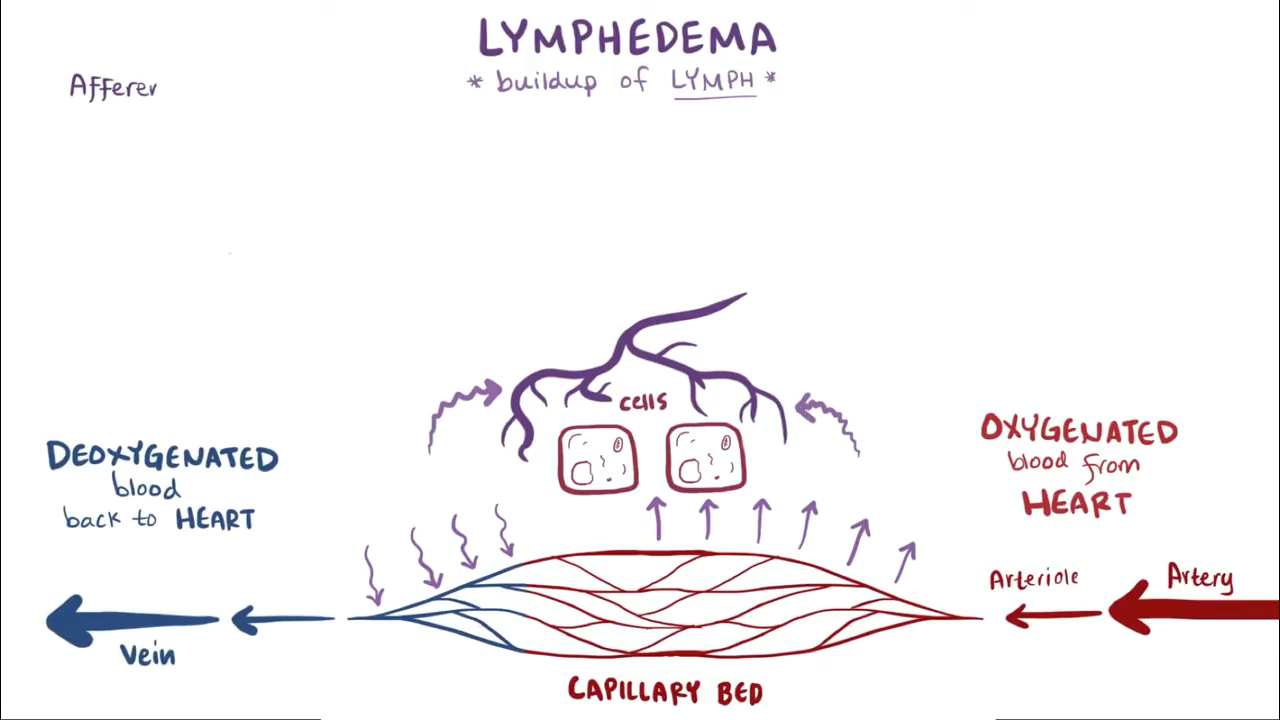 LYMPHEDEMA
* buildup of LYMPH *
Afferer
cells
DEOXYGENATED
blood
back to HEART
OXYGENATED
blood from
HEART
Arteriole
Artery
Vein
CAPILLARY BED